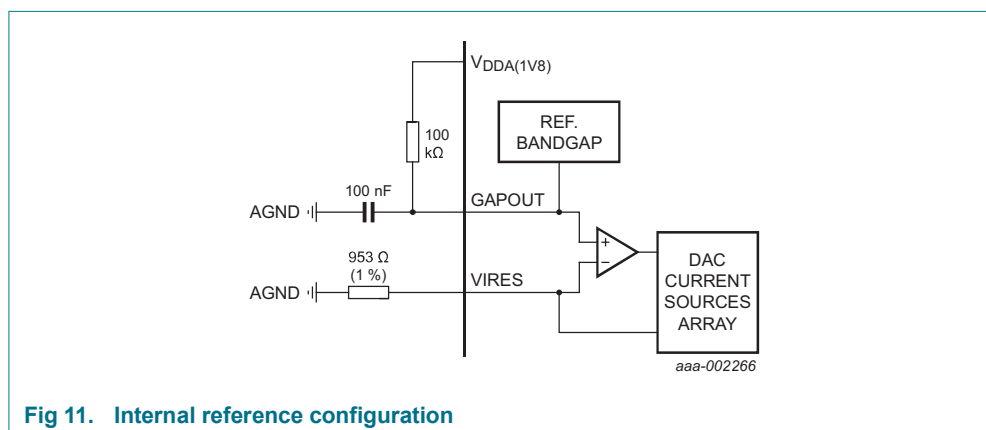 VDDA(1V8)
100
kΩ
REF.
BANDGAP
100 nF
AGND
GAPOUT
+
−
953 Ω
(1 %)
AGND
VIRES
DAC
CURRENT
SOURCES
ARRAY
aaa-002266
Fig 11. Internal reference configuration